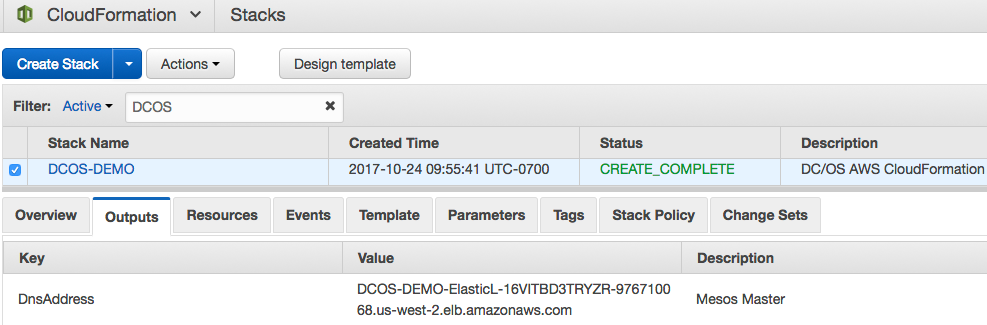 CloudFormation Stacks
Create Stack Actions Design template
Filter: Active DCOS
Stack Name Created Time Status Description
DCOS-DEMO 2017-10-24 09:55:41 UTC-0700 CREATE_COMPLETE DC/OS AWS CloudFormation
Overview Outputs Resources Events Template Parameters Tags Stack Policy Change Sets
Key Value Description
DnsAddress DCOS-DEMO-ElasticL-16VITBD3TRYZR-9767100 Mesos Master
68.us-west-2.elb.amazonaws.com